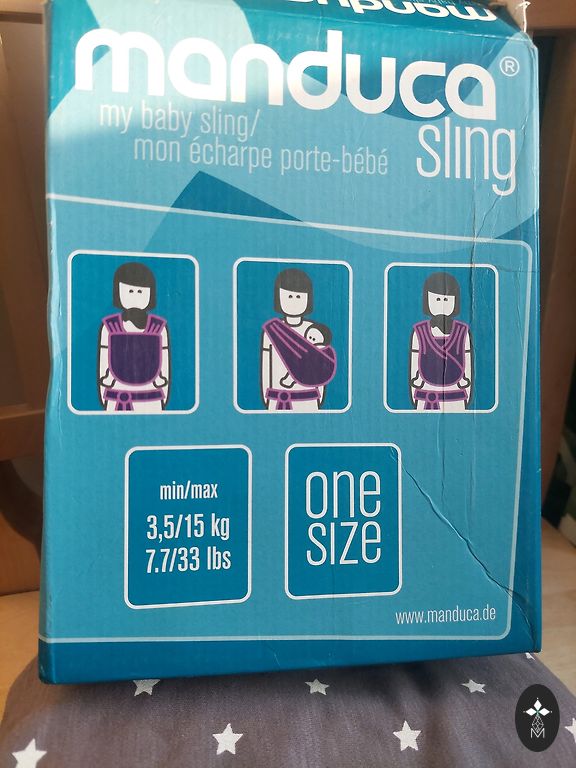 manduca
manduca®
sling
my baby sling/
mon écharpe porte-bébé
min/max
3,5/15 kg
7.7/33 lbs
one
size
www.manduca.de
M